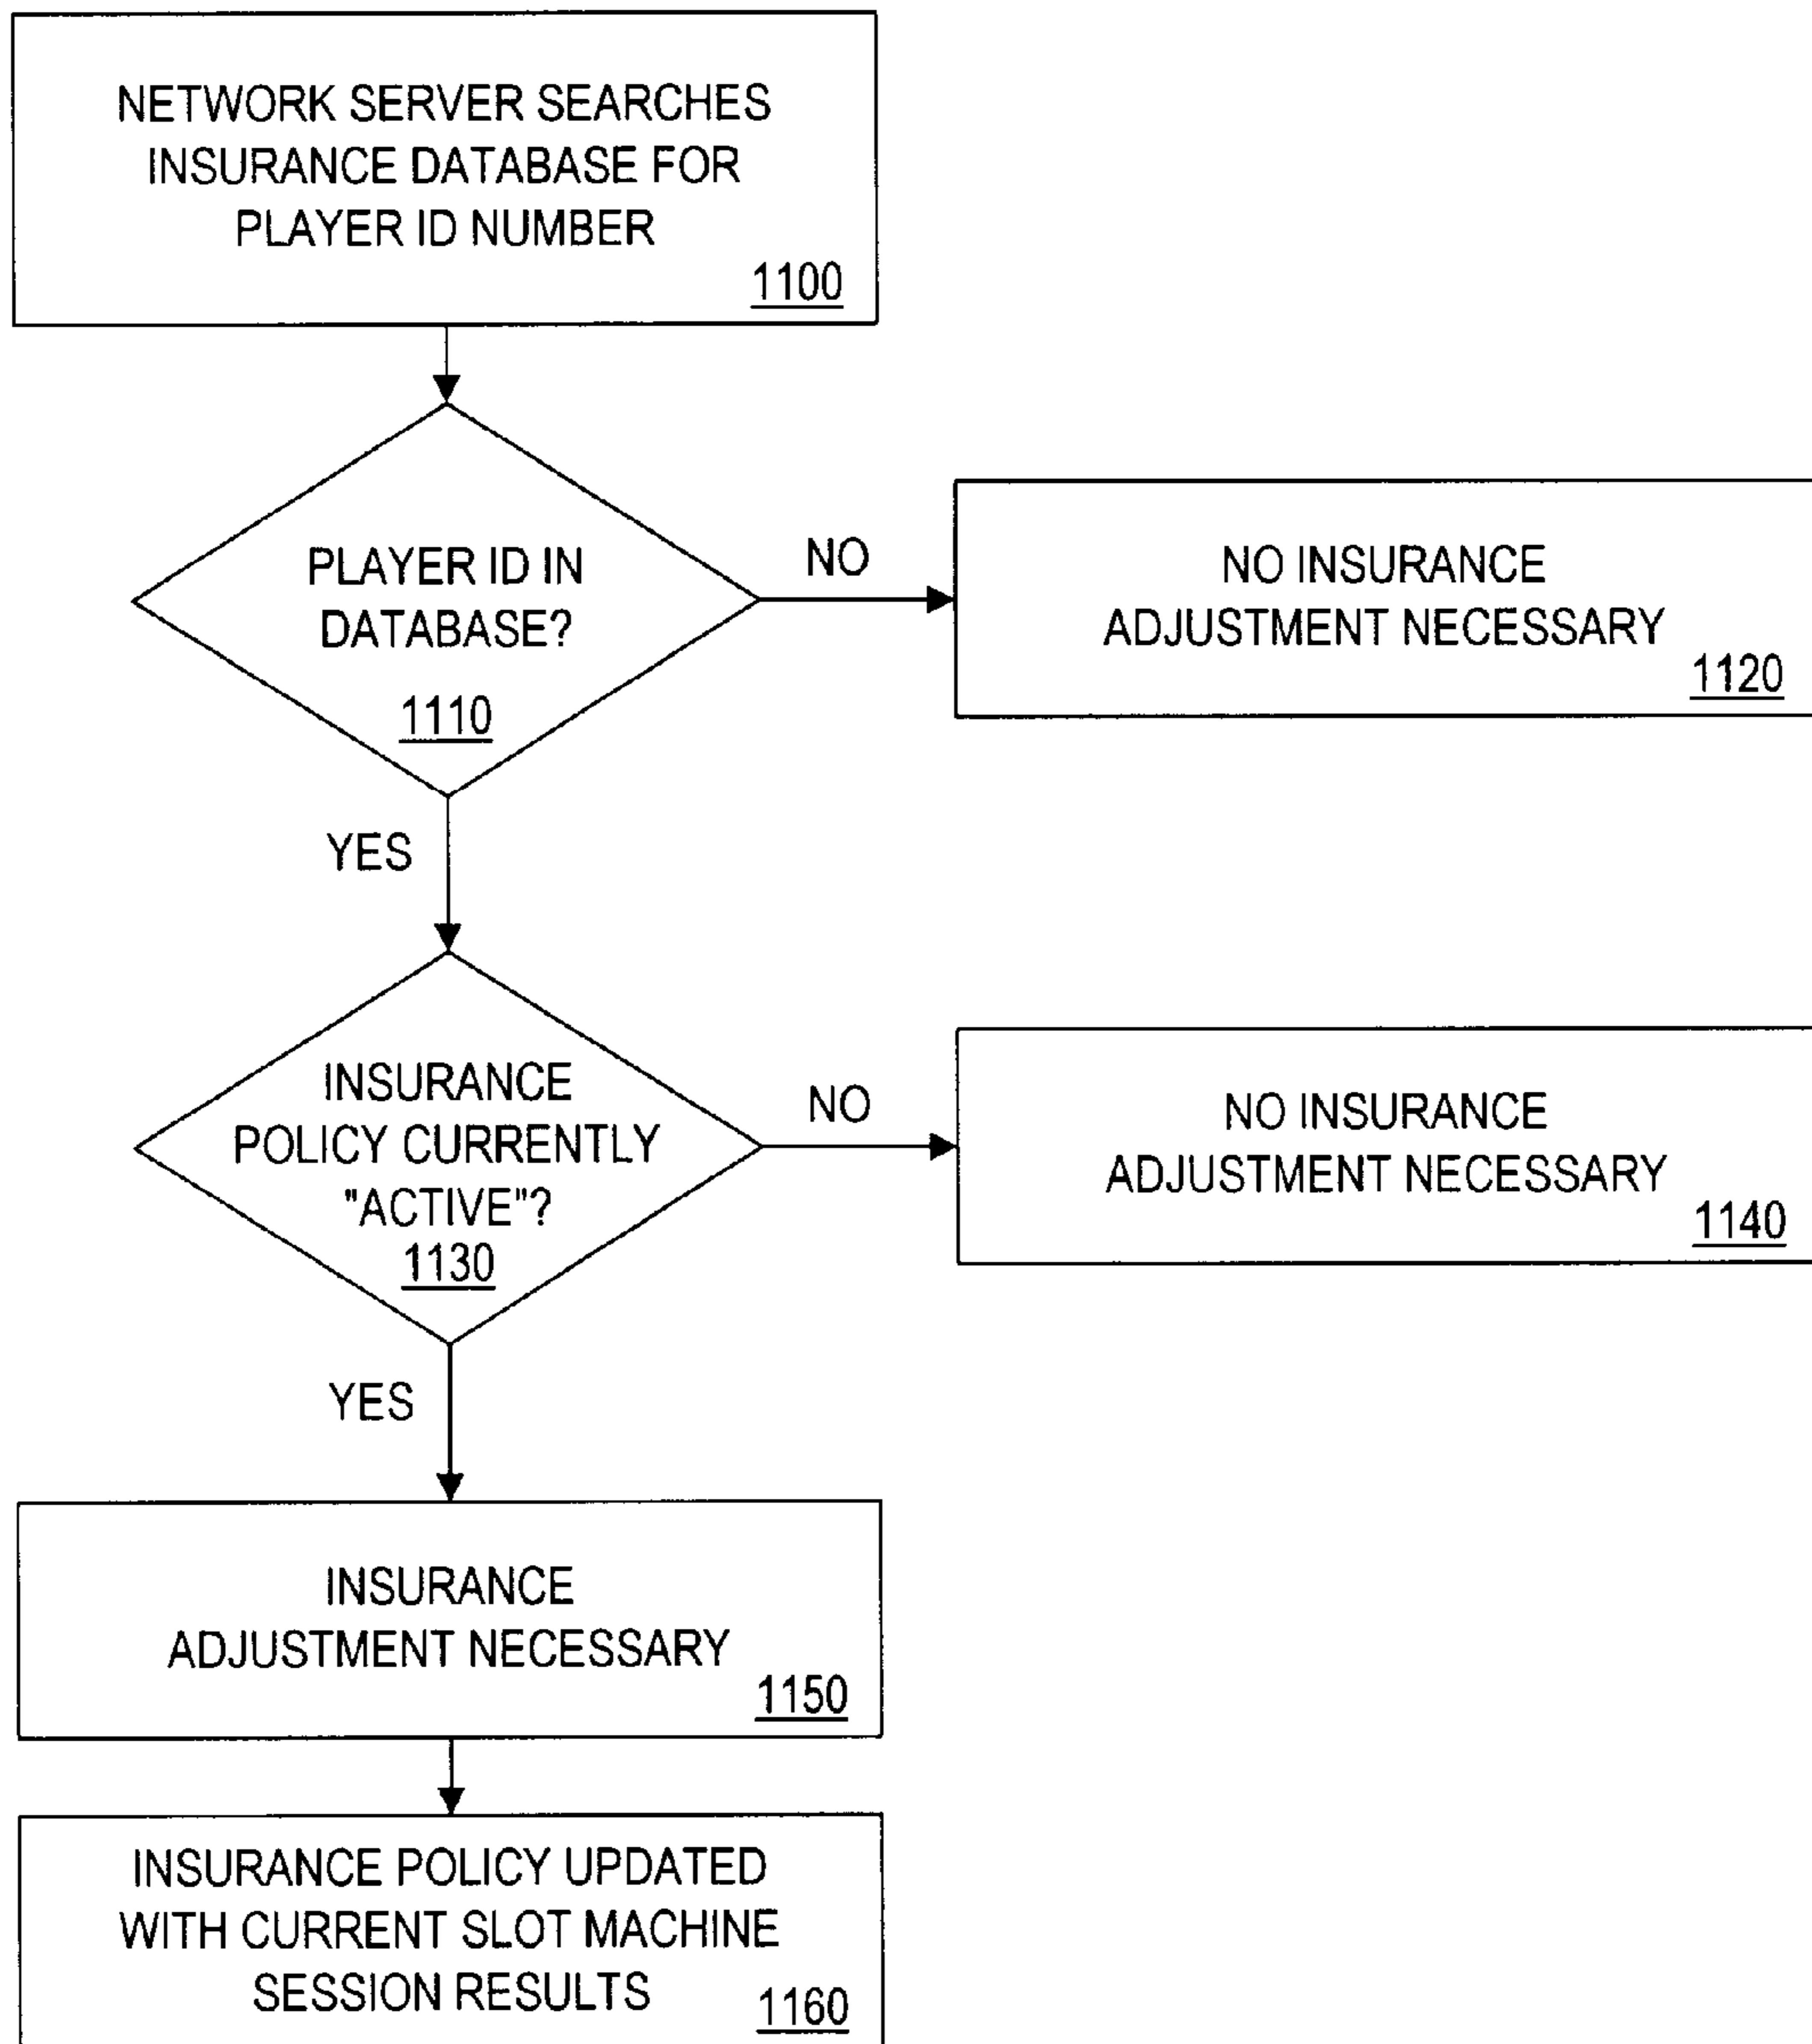 NETWORK SERVER SEARCHES
INSURANCE DATABASE FOR
PLAYER ID NUMBER
1100
PLAYER ID IN
DATABASE?
1110
NO
NO INSURANCE
ADJUSTMENT NECESSARY
1120
YES
INSURANCE
POLICY CURRENTLY
"ACTIVE"?
1130
NO
NO INSURANCE
ADJUSTMENT NECESSARY
1140
YES
INSURANCE
ADJUSTMENT NECESSARY
1150
INSURANCE POLICY UPDATED
WITH CURRENT SLOT MACHINE
SESSION RESULTS
1160